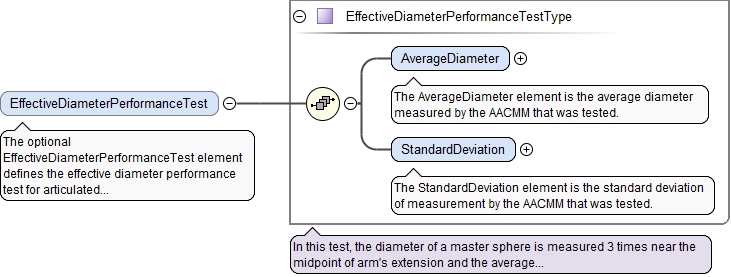 EffectiveDiameterPerformanceTestType
AverageDiameter
The AverageDiameter element is the average diameter
measured by the AACMM that was tested.
EffectiveDiameterPerformanceTest
The optional
EffectiveDiameterPerformanceTest element
defines the effective diameter performance
test for articulated...
StandardDeviation
The StandardDeviation element is the standard deviation
of measurement by the AACMM that was tested.
In this test, the diameter of a master sphere is measured 3 times near the
midpoint of arm's extension and the average...